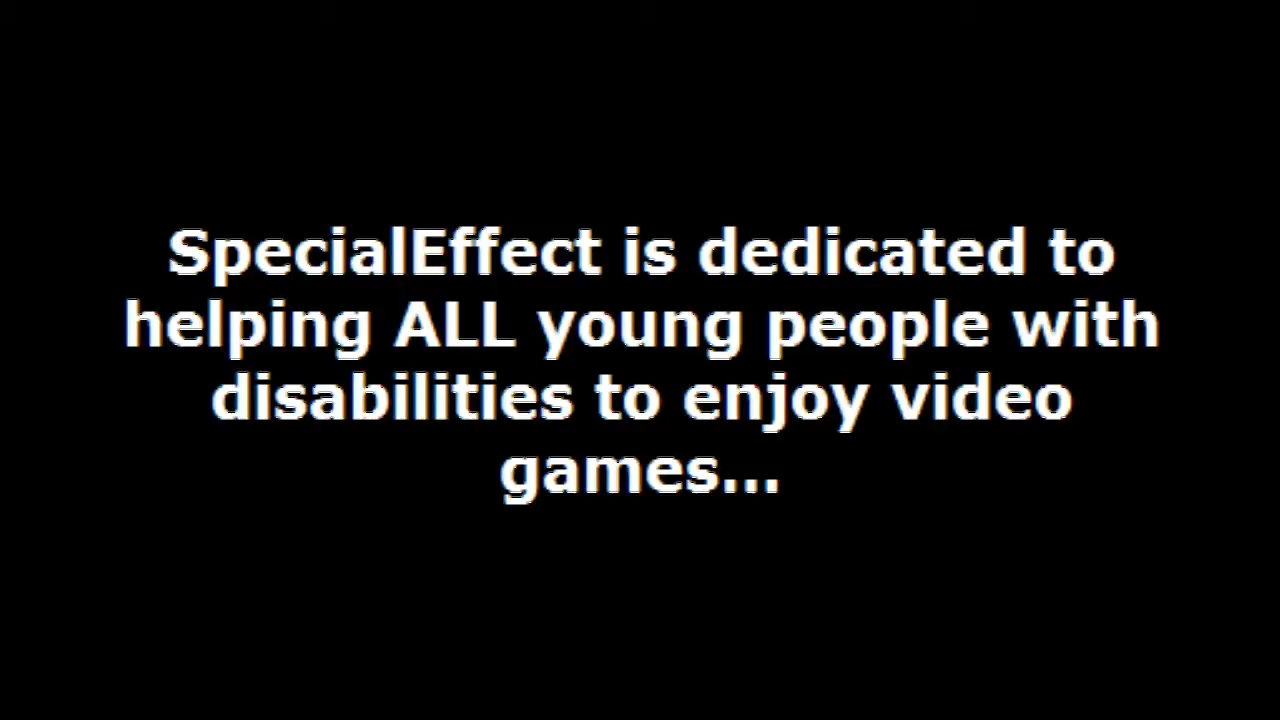 SpecialEffect is dedicated to
helping ALL young people with
disabilities to enjoy video
games...